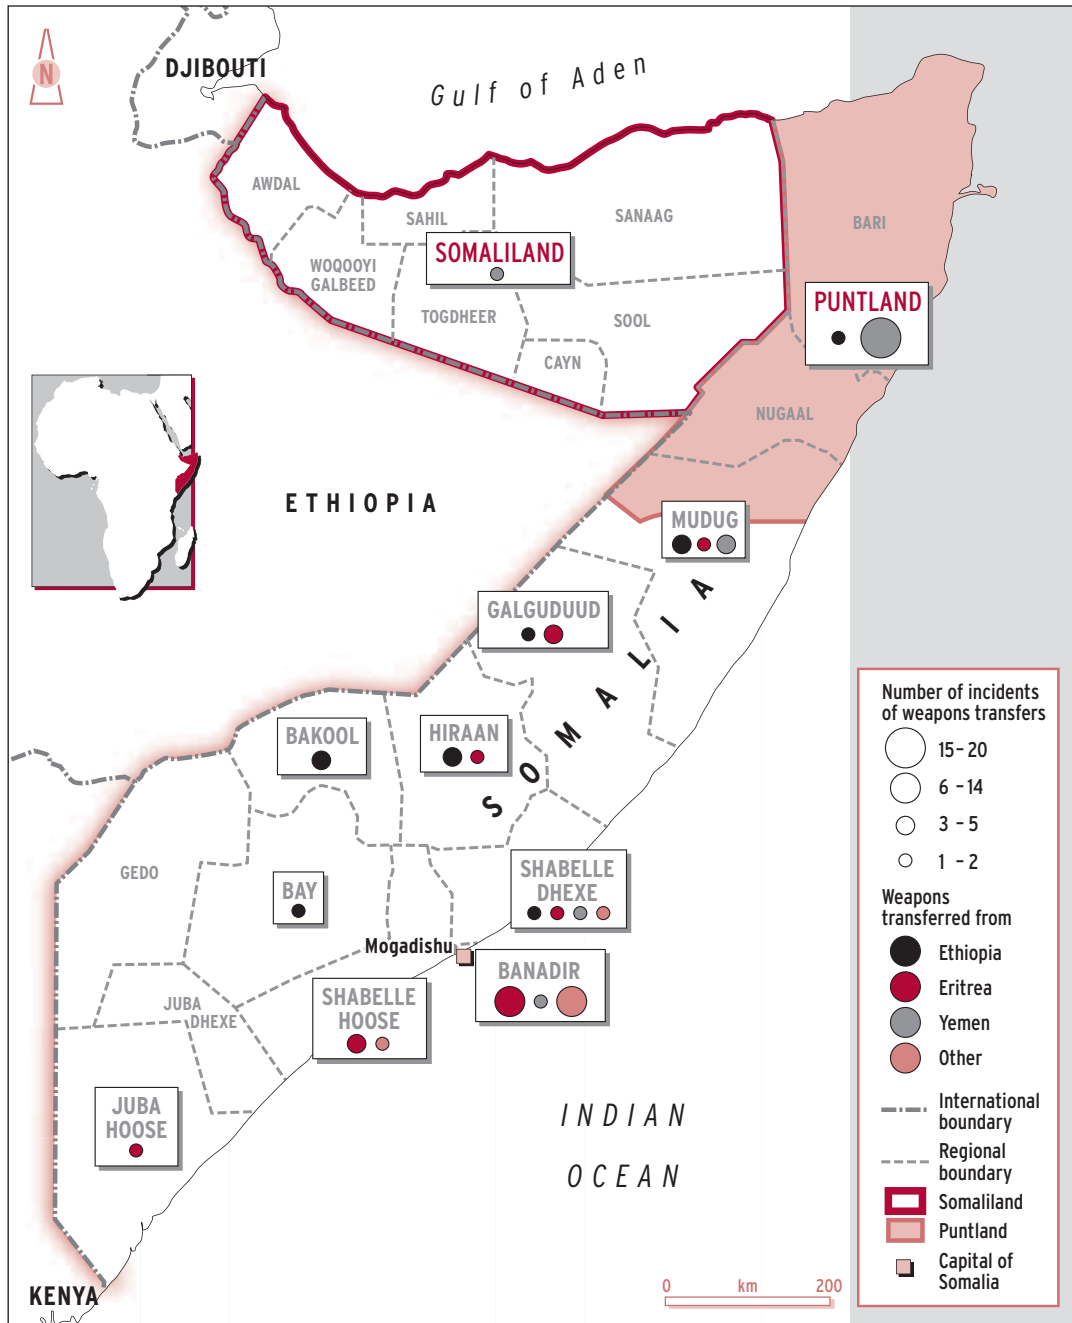 N
DJIBOUTI
Gulf of Aden
AWDAL
SAHIL
SANAAG
BARI
SOMALILAND
WOQOOYI
GALBEED
TOGDHEER
SOOL
CAYN
PUNTLAND
NUGAAL
ETHIOPIA
MUDUG
GALGUDUUD
SOMALIA
BAKOOL
HIRAAN
GEDO
BAY
SHABELLE
DHEXE
Mogadishu
BANADIR
SHABELLE
HOOSE
JUBA
DHEXE
JUBA
HOOSE
INDIAN
OCEAN
KENYA
0 km 200
Number of incidents
of weapons transfers
15 – 20
6 – 14
3 – 5
1 – 2
Weapons
transferred from
Ethiopia
Eritrea
Yemen
Other
International
boundary
Regional
boundary
Somaliland
Puntland
Capital of
Somalia